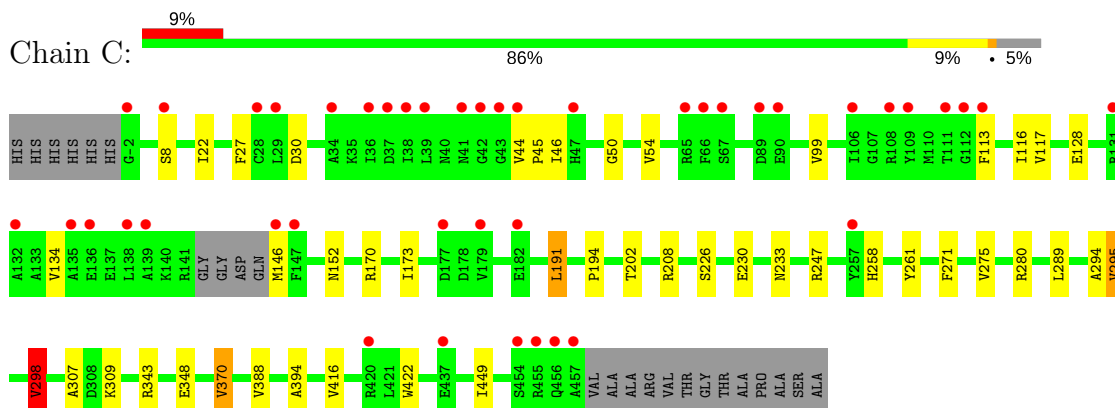 9%
Chain C:
86% 9% • 5%
HIS HIS HIS HIS HIS HIS G-2 S8 I22 F27 C28 L29 D30 A34 K35 I36 D37 I38 L39 N40 N41 G42 G43 V44 P45 I46 H47 G50 V54 R65 F66 S67 D89 E90 V99 I106 G107 R108 Y109 M110 T111 G112 F113 I116 V117 E128
A132 A133 V134 A135 E136 E137 L138 A139 K140 R141 GLY GLY ASP GLN M146 F147 N152 R170 I173 D177 D178 V179 E182 L191 P194 T202 R208 S226 E230 N233 R247 Y257 H258 Y261 F271 V275 R280 L289 A294
V298 A307 D308 K309 R343 E348 V370 V388 A394 V416 R420 L421 W422 E437 I449 S454 R455 Q456 A457 VAL ALA ALA ARG VAL THR GLY THR ALA PRO ALA SER ALA